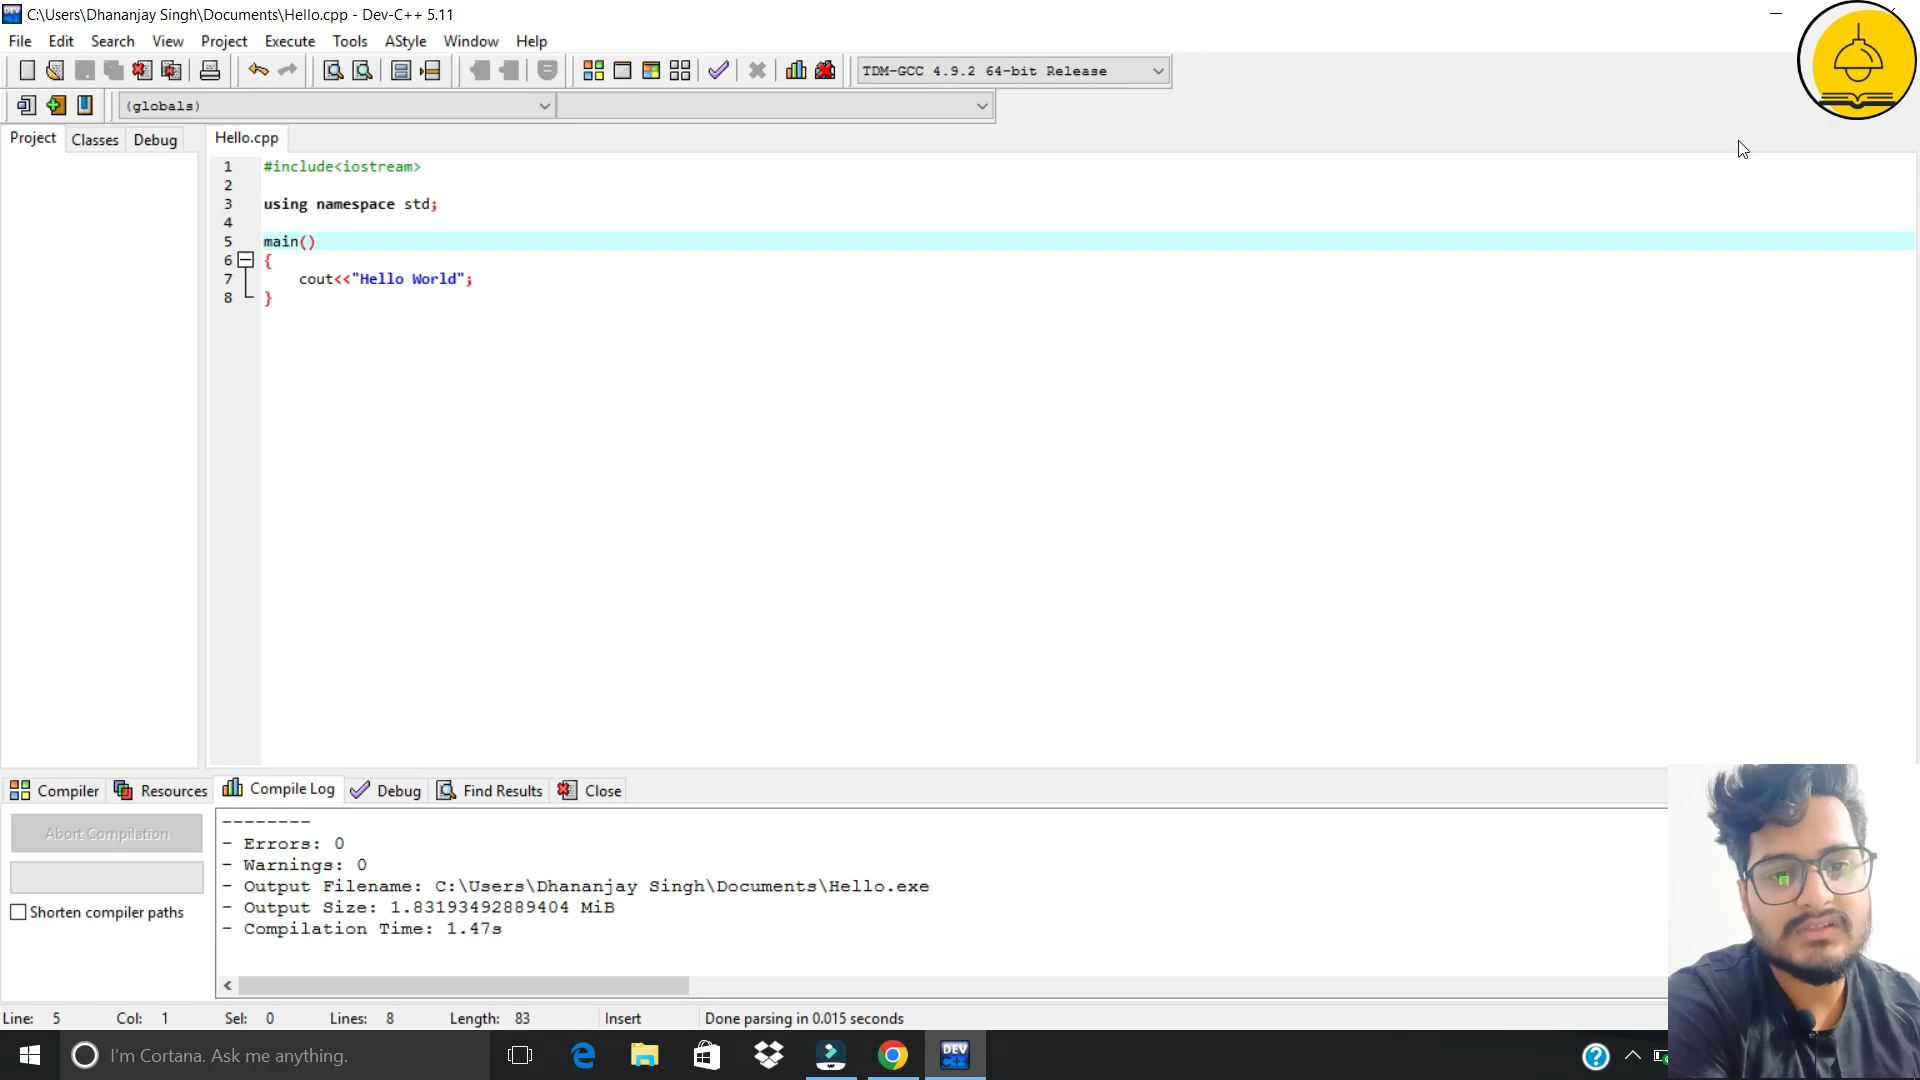 C:\Users\Dhananjay Singh\Documents\Hello.cpp - Dev-C++ 5.11
File Edit Search View Project Execute Tools AStyle Window Help
TDM-GCC 4.9.2 64-bit Release
(globals)
Project Classes Debug Hello.cpp
1 #include<iostream>
2
3 using namespace std;
4
5 main()
6 {
7 cout<<"Hello World";
8 }
Compiler Resources Compile Log Debug Find Results Close
Abort Compilation
Shorten compiler paths
--------
- Errors: 0
- Warnings: 0
- Output Filename: C:\Users\Dhananjay Singh\Documents\Hello.exe
- Output Size: 1.83193492889404 MiB
- Compilation Time: 1.47s
Line: 5 Col: 1 Sel: 0 Lines: 8 Length: 83 Insert Done parsing in 0.015 seconds
I'm Cortana. Ask me anything.
DEV